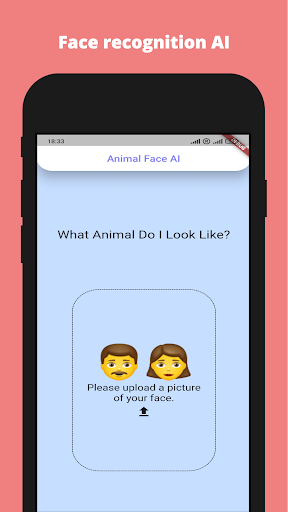 Face recognition AI
18:33
Animal Face AI
What Animal Do I Look Like?
Please upload a picture
of your face.